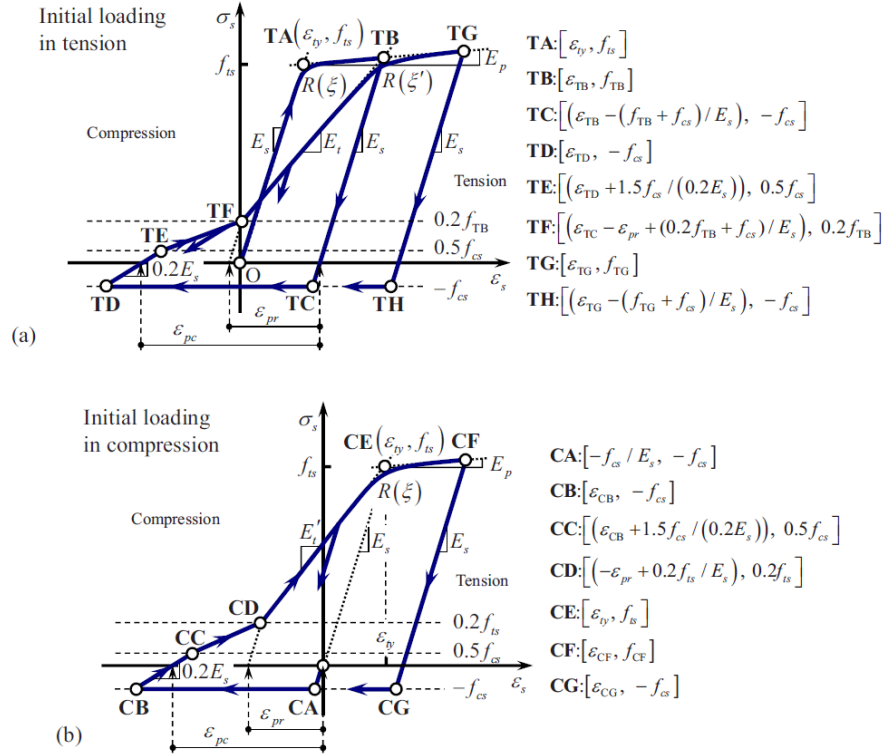 Initial loading
in tension
σₛ
TA(εty, fts)
TB
TG
fts
Ep
R(ξ)
R(ξ′)
Compression
Es
Et
Es
Es
Tension
TF
0.2fTB
TE
0.5fcs
0.2Es
O
εs
TD
TC
TH
−fcs
εpr
εpc
(a)
TA:[εty, fts]
TB:[εTB, fTB]
TC:[(εTB −(fTB + fcs)/Es), −fcs]
TD:[εTD, −fcs]
TE:[(εTD +1.5fcs/(0.2Es)), 0.5fcs]
TF:[(εTC − εpr +(0.2fTB + fcs)/Es), 0.2fTB]
TG:[εTG, fTG]
TH:[(εTG −(fTG + fcs)/Es), −fcs]
Initial loading
in compression
σs
CE(εty, fts)
CF
fts
Ep
R(ξ)
Compression
Et′
Es
Es
Tension
CD
0.2fts
CC
εty
0.5fcs
0.2Es
εs
CB
CA
CG
−fcs
εpr
εpc
(b)
CA:[−fcs / Es, −fcs]
CB:[εCB, −fcs]
CC:[(εCB +1.5fcs/(0.2Es)), 0.5fcs]
CD:[(−εpr + 0.2fts / Es), 0.2fts]
CE:[εty, fts]
CF:[εCF, fCF]
CG:[εCG, −fcs]